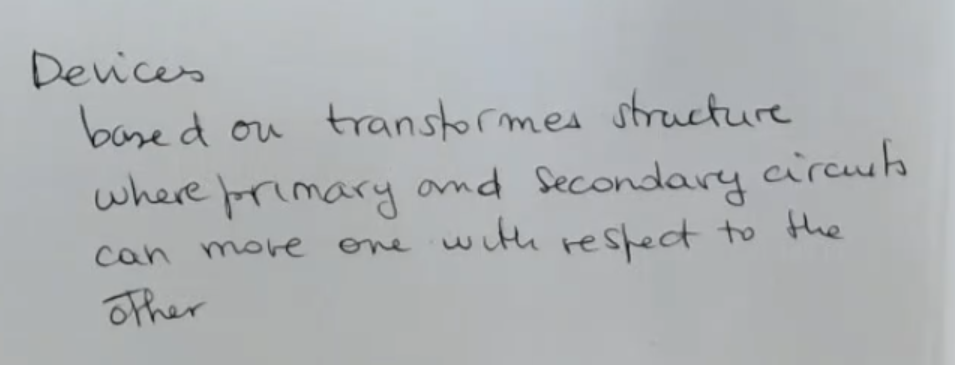 Devices
based on transformer structure
where primary and secondary circuits
can move one with respect to the
other